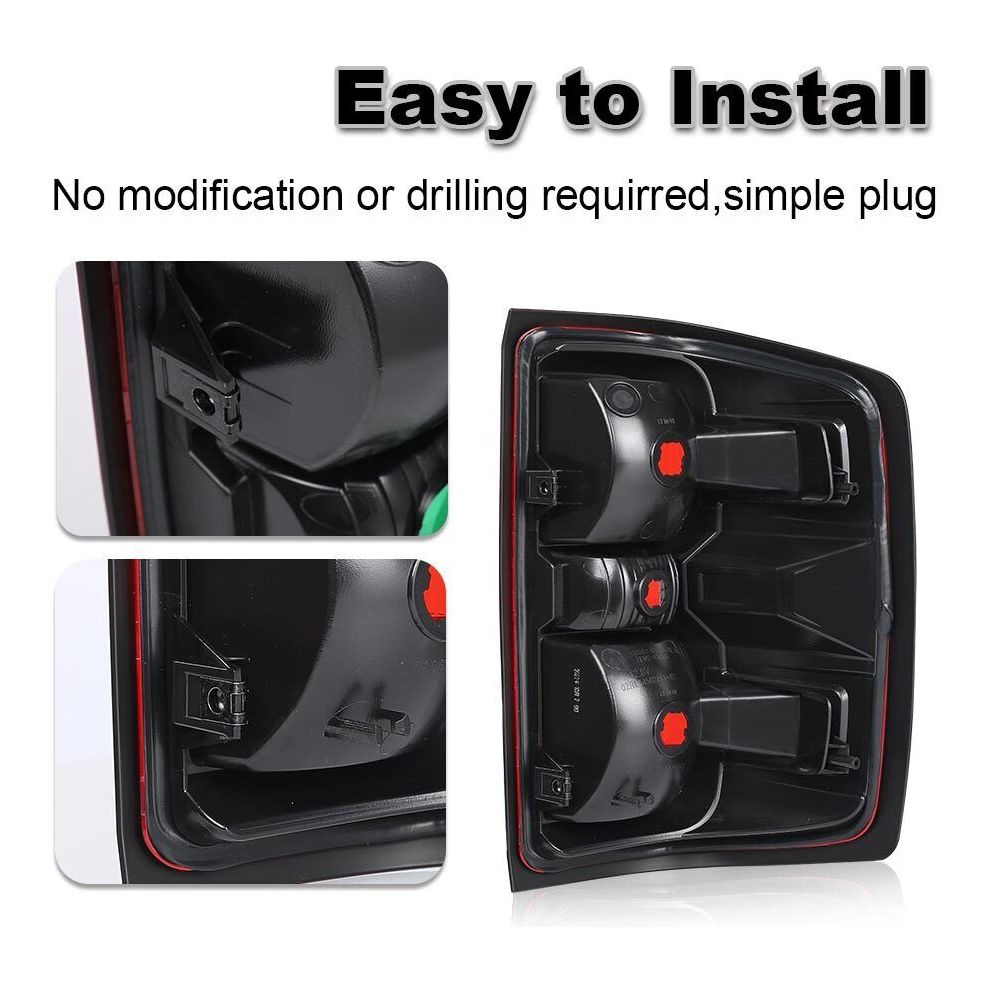 Easy to Install
No modification or drilling requirred,simple plug